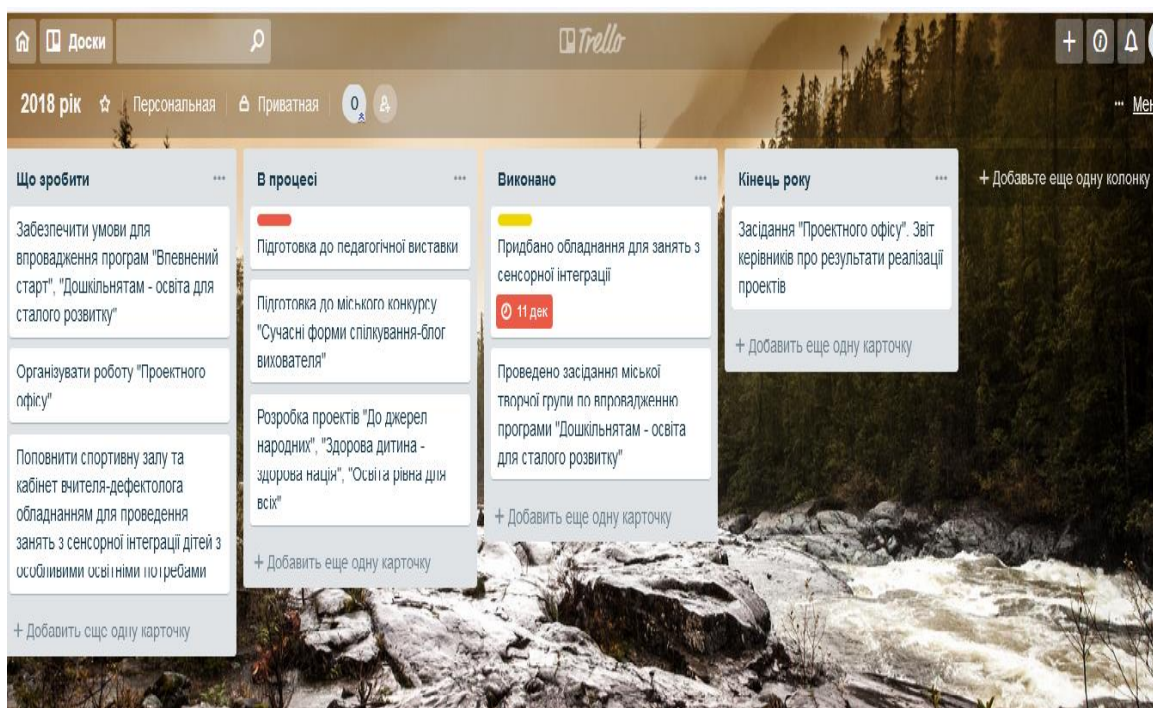 Доски
Trello
2018 рік
Персональная
Приватная
0
Мен
Що зробити
Забезпечити умови для
впровадження програм "Впевнений
старт", "Дошкільнятам - освіта для
сталого розвитку"
Організувати роботу "Проектного
офісу"
Поповнити спортивну залу та
кабінет вчителя-дефектолога
обладнанням для проведення
занять з сенсорної інтеграції дітей з
особливими освітніми потребами
+ Добавить еще одну карточку
В процесі
Підготовка до педагогічної виставки
Підготовка до міського конкурсу
"Сучасні форми спілкування-блог
вихователя"
Розробка проектів "До джерел
народних", "Здорова дитина -
здорова нація", "Освіта рівна для
всіх"
+ Добавить еще одну карточку
Виконано
Придбано обладнання для занять з
сенсорної інтеграції
11 дек
Проведено засідання міської
творчої групи по впровадженню
програми "Дошкільнятам - освіта
для сталого розвитку"
+ Добавить еще одну карточку
Кінець року
Засідання "Проектного офісу". Звіт
керівників про результати реалізації
проектів
+ Добавить еще одну карточку
+ Добавьте еще одну колонку